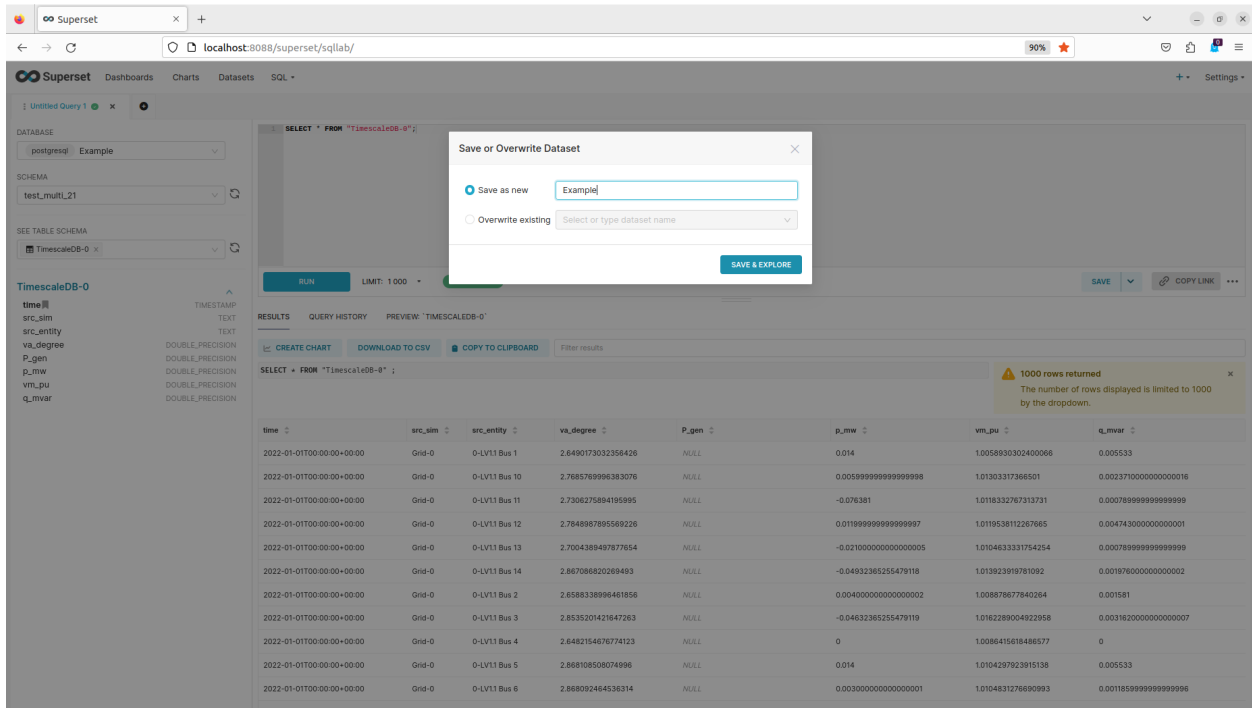 Superset
localhost:8088/superset/sqllab/
90%
0
Superset Dashboards Charts Datasets SQL
Settings
Untitled Query 1
DATABASE
postgresql Example
SCHEMA
test_multi_21
SEE TABLE SCHEMA
TimescaleDB-0
TimescaleDB-0
time TIMESTAMP
src_sim TEXT
src_entity TEXT
va_degree DOUBLE_PRECISION
P_gen DOUBLE_PRECISION
p_mw DOUBLE_PRECISION
vm_pu DOUBLE_PRECISION
q_mvar DOUBLE_PRECISION
1 SELECT * FROM "TimescaleDB-0";
Save or Overwrite Dataset
Save as new Example
Overwrite existing Select or type dataset name
SAVE & EXPLORE
RUN LIMIT: 1 000 SAVE COPY LINK
RESULTS QUERY HISTORY PREVIEW: `TIMESCALEDB-0`
CREATE CHART DOWNLOAD TO CSV COPY TO CLIPBOARD Filter results
SELECT * FROM "TimescaleDB-0" ;
1000 rows returned
The number of rows displayed is limited to 1000
by the dropdown.
time src_sim src_entity va_degree P_gen p_mw vm_pu q_mvar
2022-01-01T00:00:00+00:00 Grid-0 0-LV1.1 Bus 1 2.6490173032356426 NULL 0.014 1.0058930302400066 0.005533
2022-01-01T00:00:00+00:00 Grid-0 0-LV1.1 Bus 10 2.7685769996383076 NULL 0.005999999999999998 1.01303317366501 0.0023710000000000016
2022-01-01T00:00:00+00:00 Grid-0 0-LV1.1 Bus 11 2.7306275894195995 NULL -0.076381 1.0118332767313731 0.000789999999999999
2022-01-01T00:00:00+00:00 Grid-0 0-LV1.1 Bus 12 2.7648987895569226 NULL 0.011999999999999997 1.0119538112267665 0.004743000000000001
2022-01-01T00:00:00+00:00 Grid-0 0-LV1.1 Bus 13 2.7004389497877654 NULL -0.021000000000000005 1.0104633331754254 0.000789999999999999
2022-01-01T00:00:00+00:00 Grid-0 0-LV1.1 Bus 14 2.867086820269493 NULL -0.04932365255479118 1.013923919781092 0.001976000000000002
2022-01-01T00:00:00+00:00 Grid-0 0-LV1.1 Bus 2 2.6588338996461856 NULL 0.004000000000000002 1.008878677840264 0.001581
2022-01-01T00:00:00+00:00 Grid-0 0-LV1.1 Bus 3 2.8535201421647263 NULL -0.04632365255479119 1.0162289004922958 0.0031620000000000007
2022-01-01T00:00:00+00:00 Grid-0 0-LV1.1 Bus 4 2.6482154676774123 NULL 0 1.0086415618486577 0
2022-01-01T00:00:00+00:00 Grid-0 0-LV1.1 Bus 5 2.868108508074996 NULL 0.014 1.0104297923915138 0.005533
2022-01-01T00:00:00+00:00 Grid-0 0-LV1.1 Bus 6 2.868092464536314 NULL 0.003000000000000001 1.0104831276690993 0.0011859999999999996